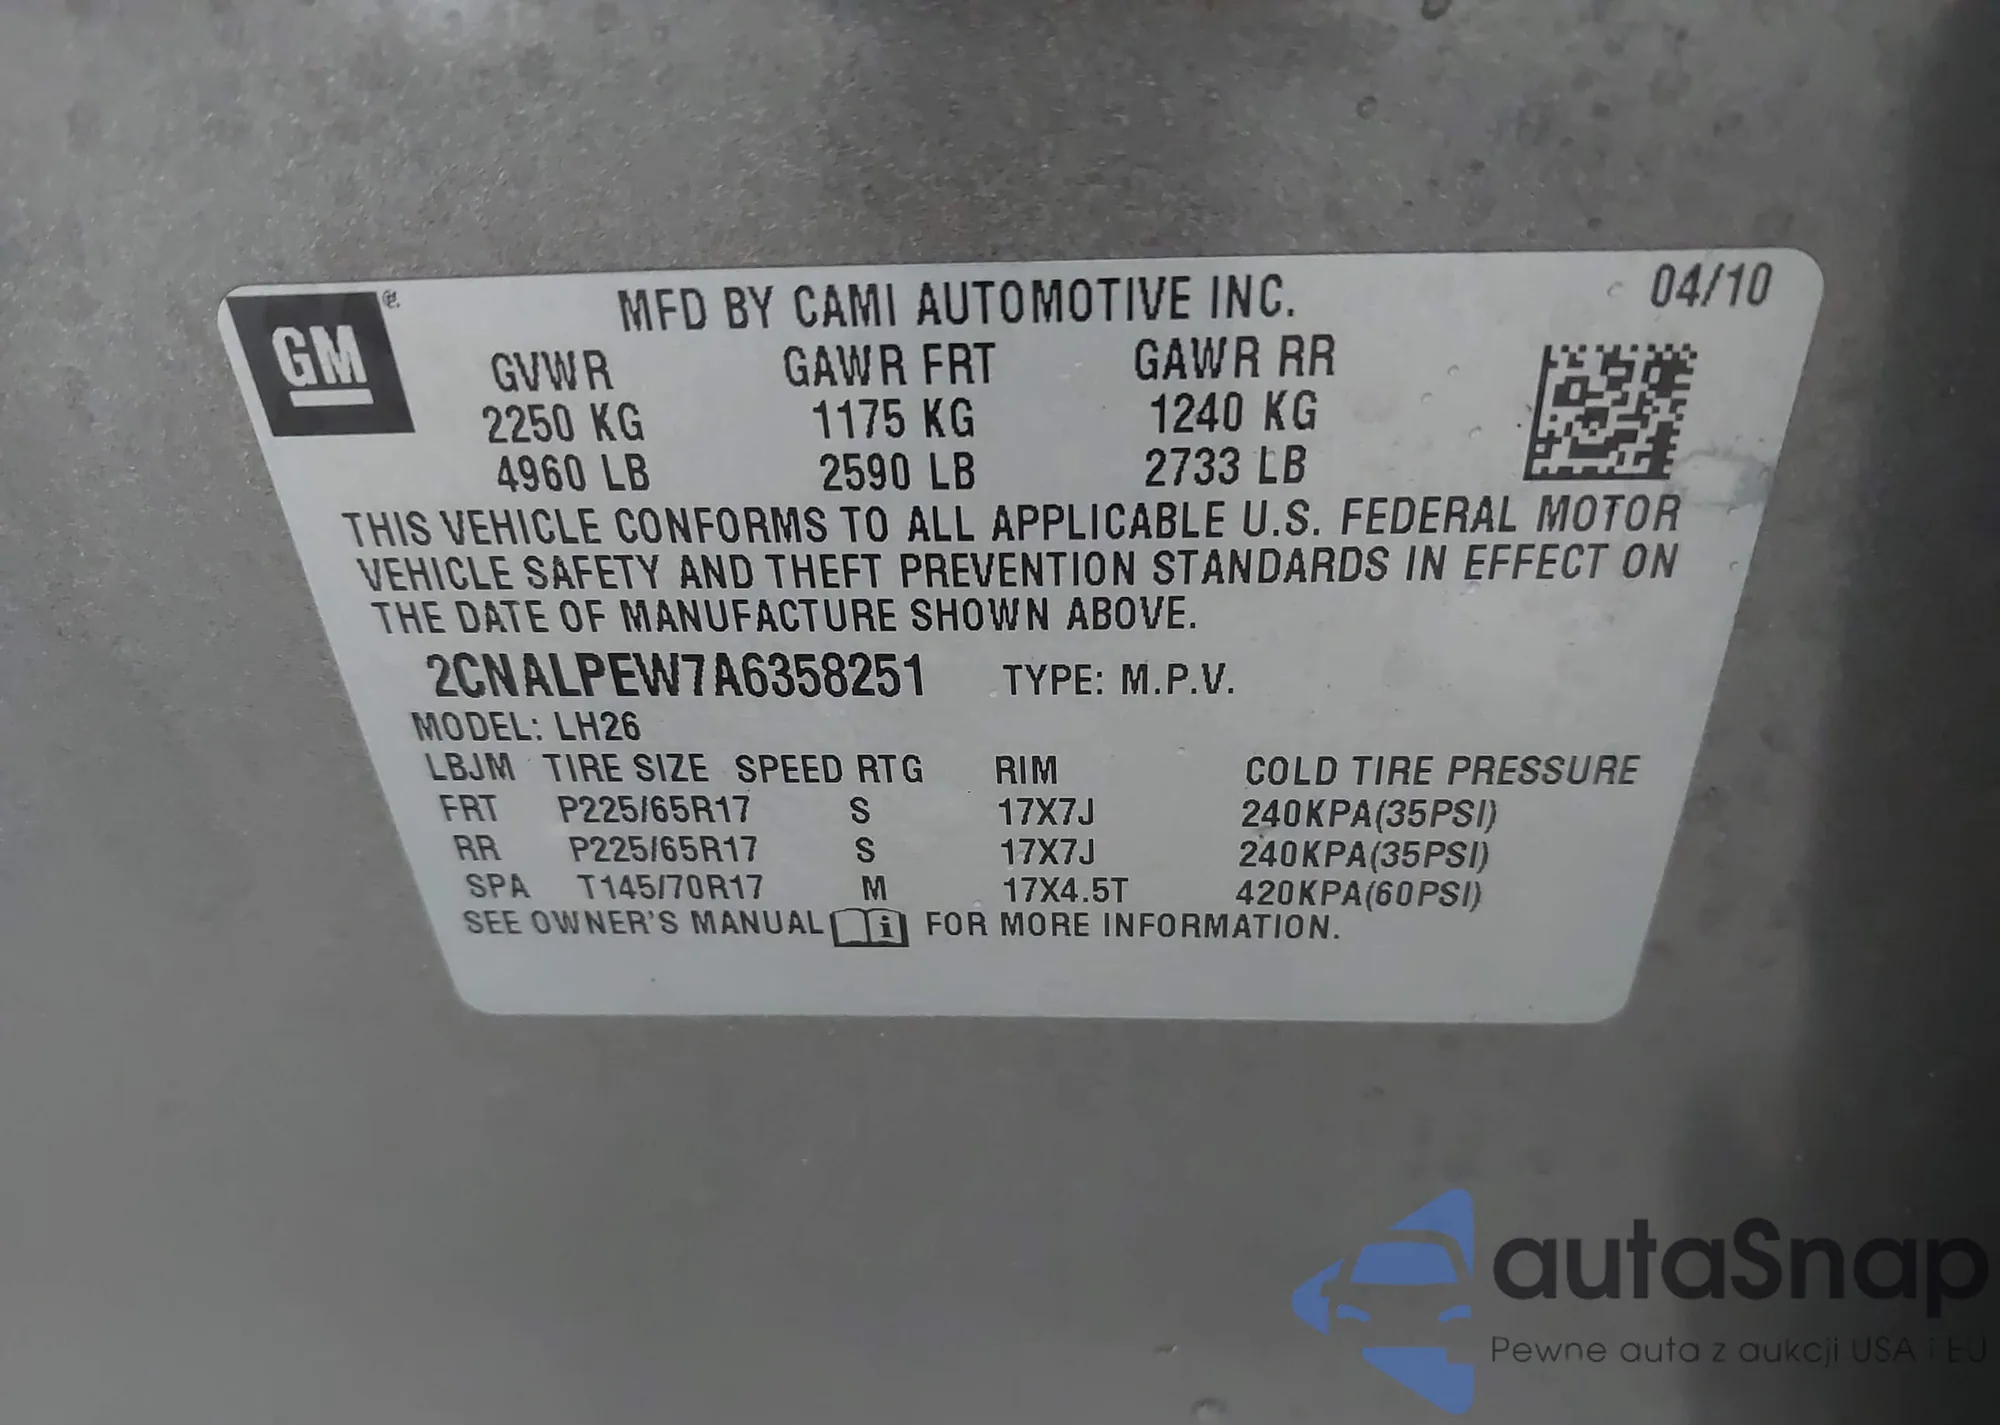 GM
MFD BY CAMI AUTOMOTIVE INC. 04/10
GVWR GAWR FRT GAWR RR
2250 KG 1175 KG 1240 KG
4960 LB 2590 LB 2733 LB
THIS VEHICLE CONFORMS TO ALL APPLICABLE U.S. FEDERAL MOTOR
VEHICLE SAFETY AND THEFT PREVENTION STANDARDS IN EFFECT ON
THE DATE OF MANUFACTURE SHOWN ABOVE.
2CNALPEW7A6358251 TYPE: M.P.V.
MODEL: LH26
LBJM TIRE SIZE SPEED RTG RIM COLD TIRE PRESSURE
FRT P225/65R17 S 17X7J 240KPA(35PSI)
RR P225/65R17 S 17X7J 240KPA(35PSI)
SPA T145/70R17 M 17X4.5T 420KPA(60PSI)
SEE OWNER'S MANUAL i FOR MORE INFORMATION.
autaSnap
Pewne auta z aukcji USA i EU